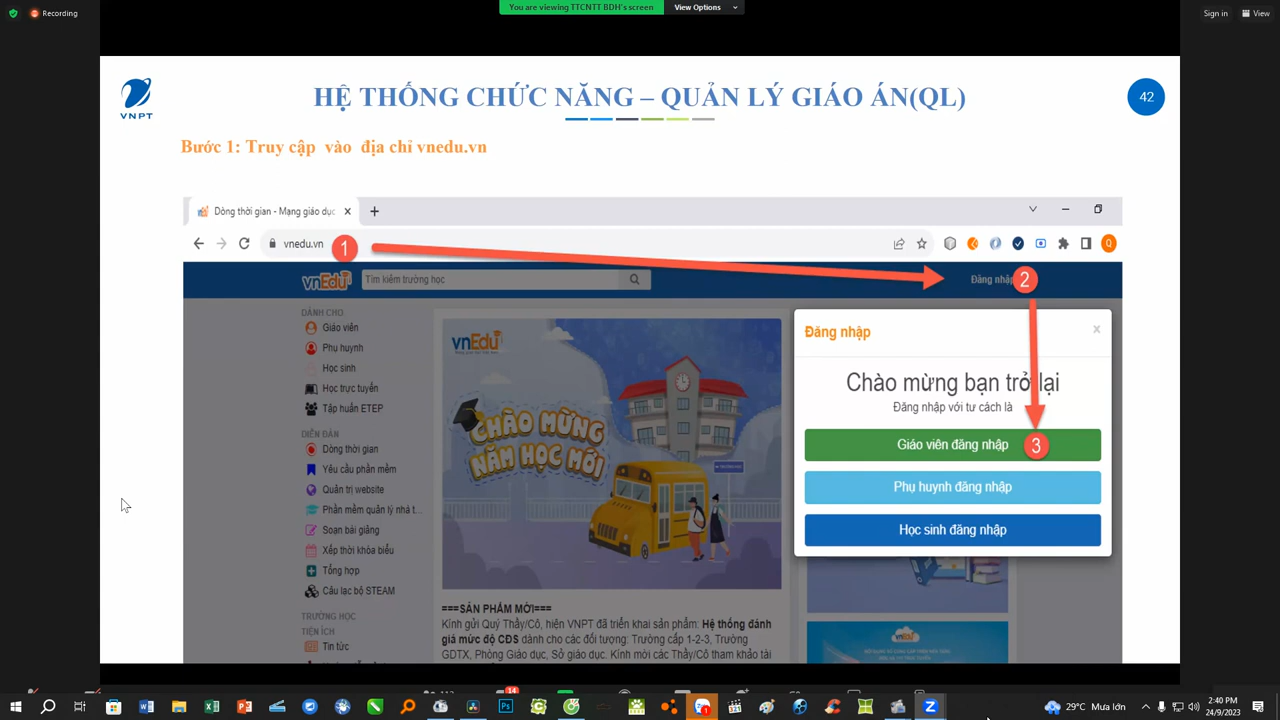 Recording
You are viewing TTCNTT BDH's screen
View Options
Sign in
View
VNPT
HỆ THỐNG CHỨC NĂNG – QUẢN LÝ GIÁO ÁN(QL)
42
Bước 1: Truy cập vào địa chỉ vnedu.vn
Dòng thời gian - Mạng giáo dục
vnedu.vn
1
Q
vnEdu
Tìm kiếm trường học
Đăng nhập
2
DÀNH CHO
Giáo viên
Phụ huynh
Học sinh
Học trực tuyến
Tập huấn ETEP
DIỄN ĐÀN
Dòng thời gian
Yêu cầu phần mềm
Quản trị website
Phần mềm quản lý nhà t...
Soạn bài giảng
Xếp thời khóa biểu
Tổng hợp
Câu lạc bộ STEAM
TRƯỜNG HỌC
TIỆN ÍCH
Tin tức
vnEdu
CHÀO MỪNG
NĂM HỌC MỚI
===SẢN PHẨM MỚI===
Kính gửi Quý Thầy/Cô, hiện VNPT đã triển khai sản phẩm: Hệ thống đánh
giá mức độ CĐS dành cho các đối tượng: Trường cấp 1-2-3, Trường
GDTX, Phòng Giáo dục, Sở giáo dục. Kính mời các Thầy/Cô tham khảo tài
Đăng nhập
×
Chào mừng bạn trở lại
Đăng nhập với tư cách là
Giáo viên đăng nhập
3
Phụ huynh đăng nhập
Học sinh đăng nhập
vnEdu
14
29°C Mưa lớn
2:40 PM
24/9/2023